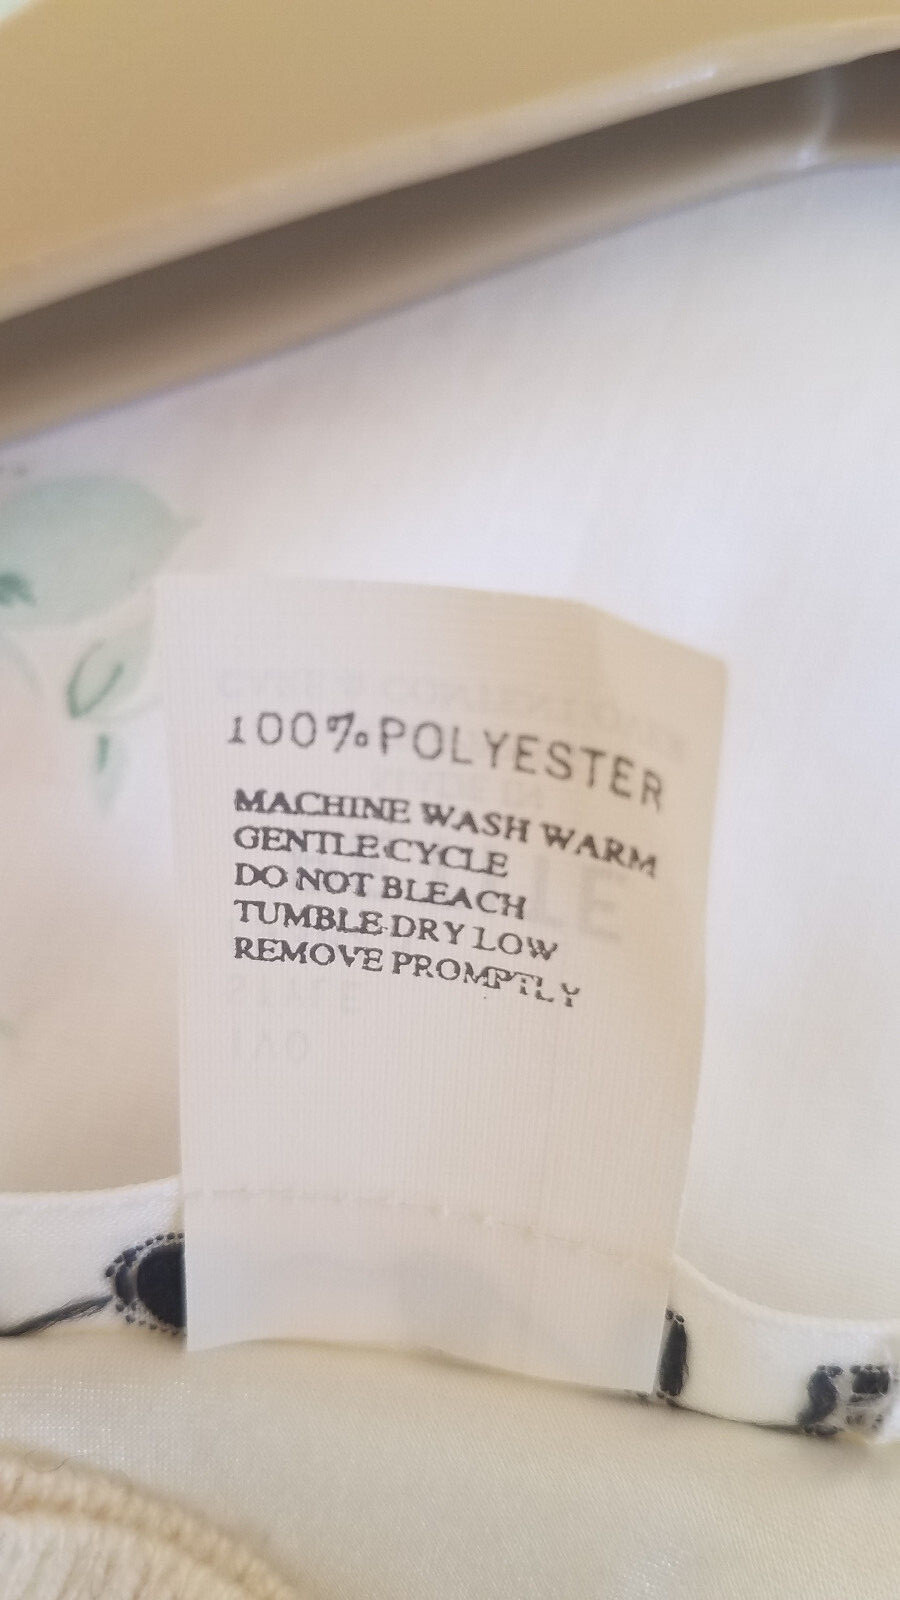 100% POLYESTER
MACHINE WASH WARM
GENTLE CYCLE
DO NOT BLEACH
TUMBLE DRY LOW
REMOVE PROMPTLY